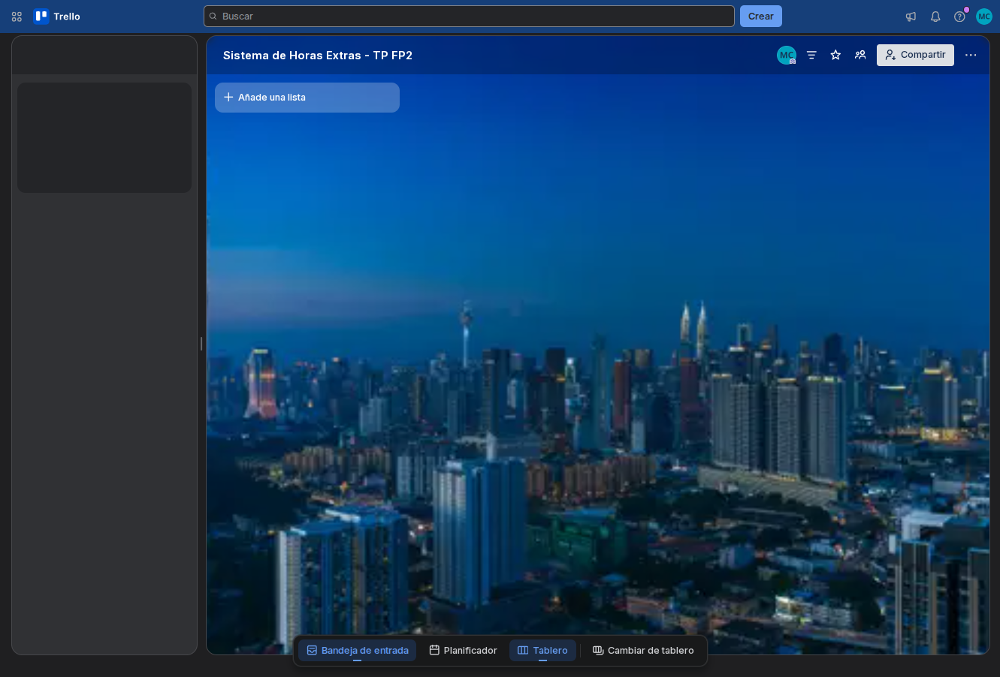 Trello
Buscar
Crear
MC
Sistema de Horas Extras - TP FP2
MC
Compartir
Añade una lista
Bandeja de entrada
Planificador
Tablero
Cambiar de tablero